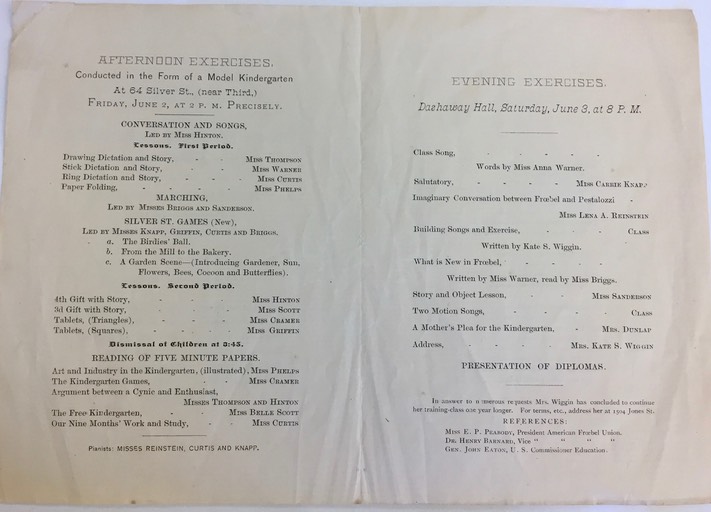 AFTERNOON EXERCISES.
Conducted in the Form of a Model Kindergarten
At 64 Silver St., (near Third,)
FRIDAY, JUNE 2, AT 2 P. M. PRECISELY.
CONVERSATION AND SONGS,
LED BY MISS HINTON.
Lessons. First Period.
Drawing Dictation and Story, - - MISS THOMPSON
Stick Dictation and Story, - - - MISS WARNER
Ring Dictation and Story, - - - MISS CURTIS
Paper Folding, - - - - MISS PHELPS
MARCHING,
LED BY MISSES BRIGGS AND SANDERSON.
SILVER ST. GAMES (New),
LED BY MISSES KNAPP, GRIFFIN, CURTIS AND BRIGGS.
a. The Birdies' Ball.
b. From the Mill to the Bakery.
c. A Garden Scene—(Introducing Gardener, Sun,
Flowers, Bees, Cocoon and Butterflies).
Lessons. Second Period.
4th Gift with Story, - - - MISS HINTON
3d Gift with Story, - - - MISS SCOTT
Tablets, (Triangles), - - - MISS CRAMER
Tablets, (Squares), - - - MISS GRIFFIN
Dismissal of Children at 3:45.
READING OF FIVE MINUTE PAPERS.
Art and Industry in the Kindergarten, (illustrated), MISS PHELPS
The Kindergarten Games, - - MISS CRAMER
Argument between a Cynic and Enthusiast,
MISSES THOMPSON AND HINTON
The Free Kindergarten, - - - MISS BELLE SCOTT
Our Nine Months' Work and Study, - - MISS CURTIS
Pianists: MISSES REINSTEIN, CURTIS AND KNAPP.
EVENING EXERCISES.
Dashaway Hall, Saturday, June 3, at 8 P. M.
Class Song, - - - - -
Words by Miss Anna Warner.
Salutatory, - - - - MISS CARRIE KNAPP
Imaginary Conversation between Frœbel and Pestalozzi -
MISS LENA A. REINSTEIN
Building Songs and Exercise, - - - CLASS
Written by Kate S. Wiggin.
What is New in Frœbel, - - - -
Written by Miss Warner, read by Miss Briggs.
Story and Object Lesson, - - - MISS SANDERSON
Two Motion Songs, - - - - CLASS
A Mother's Plea for the Kindergarten, - MRS. DUNLAP
Address, - - - - MRS. KATE S. WIGGIN
PRESENTATION OF DIPLOMAS.
In answer to numerous requests Mrs. Wiggin has concluded to continue
her training-class one year longer. For terms, etc., address her at 1504 Jones St.
REFERENCES:
MISS E. P. PEABODY, President American Frœbel Union.
DR. HENRY BARNARD, Vice " " " "
GEN. JOHN EATON, U. S. Commissioner Education.